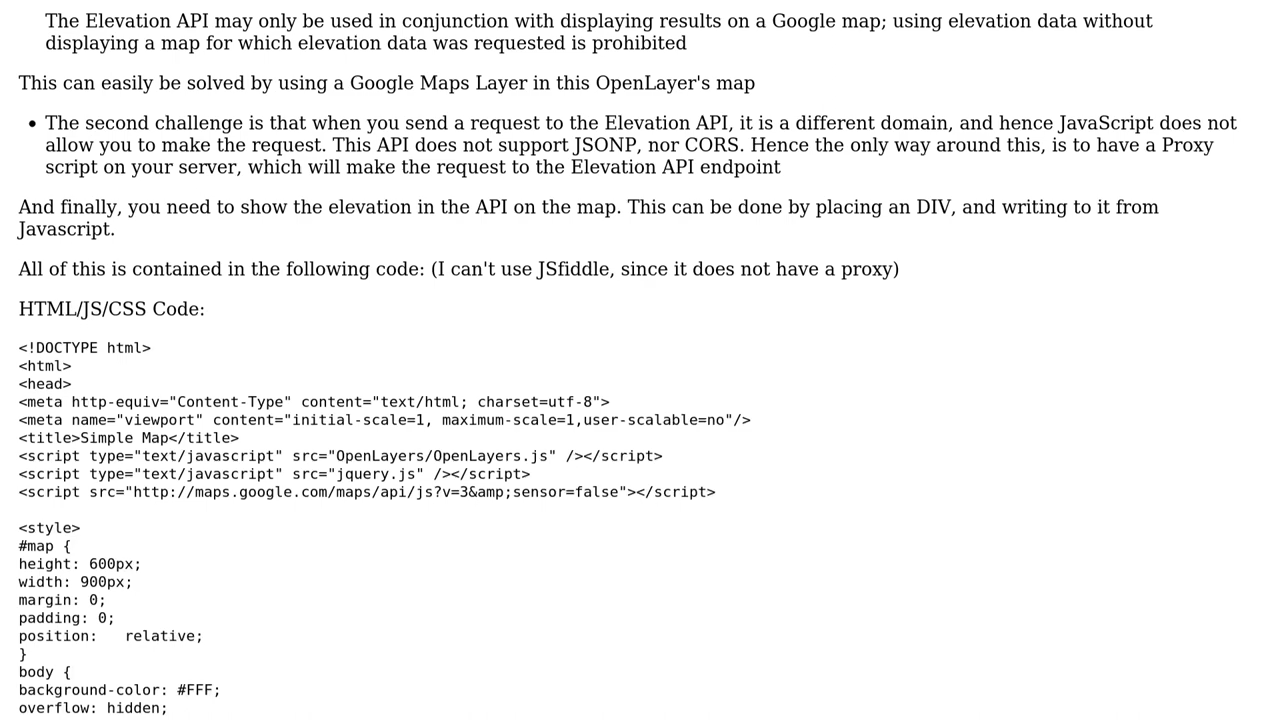 The Elevation API may only be used in conjunction with displaying results on a Google map; using elevation data without
displaying a map for which elevation data was requested is prohibited
This can easily be solved by using a Google Maps Layer in this OpenLayer's map
• The second challenge is that when you send a request to the Elevation API, it is a different domain, and hence JavaScript does not
allow you to make the request. This API does not support JSONP, nor CORS. Hence the only way around this, is to have a Proxy
script on your server, which will make the request to the Elevation API endpoint
And finally, you need to show the elevation in the API on the map. This can be done by placing an DIV, and writing to it from
Javascript.
All of this is contained in the following code: (I can't use JSfiddle, since it does not have a proxy)
HTML/JS/CSS Code:
<!DOCTYPE html>
<html>
<head>
<meta http-equiv="Content-Type" content="text/html; charset=utf-8">
<meta name="viewport" content="initial-scale=1, maximum-scale=1,user-scalable=no"/>
<title>Simple Map</title>
<script type="text/javascript" src="OpenLayers/OpenLayers.js" /></script>
<script type="text/javascript" src="jquery.js" /></script>
<script src="http://maps.google.com/maps/api/js?v=3&amp;sensor=false"></script>
<style>
#map {
height: 600px;
width: 900px;
margin: 0;
padding: 0;
position:   relative;
}
body {
background-color: #FFF;
overflow: hidden;